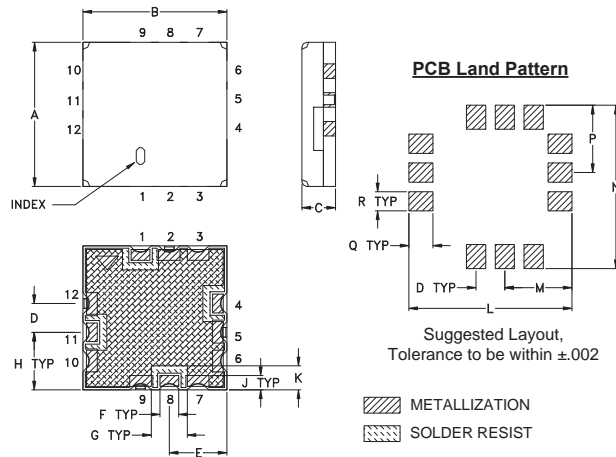 9 8 7
B
10
11
12
6
5
4
A
INDEX
1 2 3
C
PCB Land Pattern
P
N
R TYP
Q TYP
D TYP
M
L
Suggested Layout,
Tolerance to be within ±.002
1 2 3
12
11
10
4
5
6
D
H TYP
9 8 7
J TYP
K
F TYP
G TYP
E
METALLIZATION
SOLDER RESIST